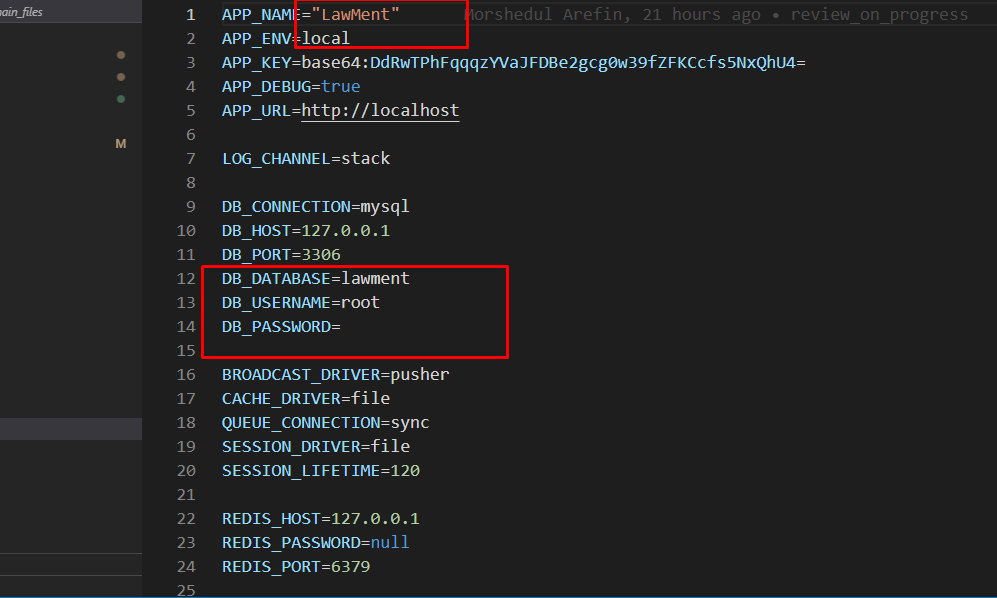 main_files
1 APP_NAME="LawMent" Morshedul Arefin, 21 hours ago • review_on_progress
2 APP_ENV=local
3 APP_KEY=base64:DdRwTPhFqqqzYVaJFDBe2gcg0w39fZFKCcfs5NxQhU4=
4 APP_DEBUG=true
5 APP_URL=http://localhost
6
7 LOG_CHANNEL=stack
8
9 DB_CONNECTION=mysql
10 DB_HOST=127.0.0.1
11 DB_PORT=3306
12 DB_DATABASE=lawment
13 DB_USERNAME=root
14 DB_PASSWORD=
15
M
16 BROADCAST_DRIVER=pusher
17 CACHE_DRIVER=file
18 QUEUE_CONNECTION=sync
19 SESSION_DRIVER=file
20 SESSION_LIFETIME=120
21
22 REDIS_HOST=127.0.0.1
23 REDIS_PASSWORD=null
24 REDIS_PORT=6379
25